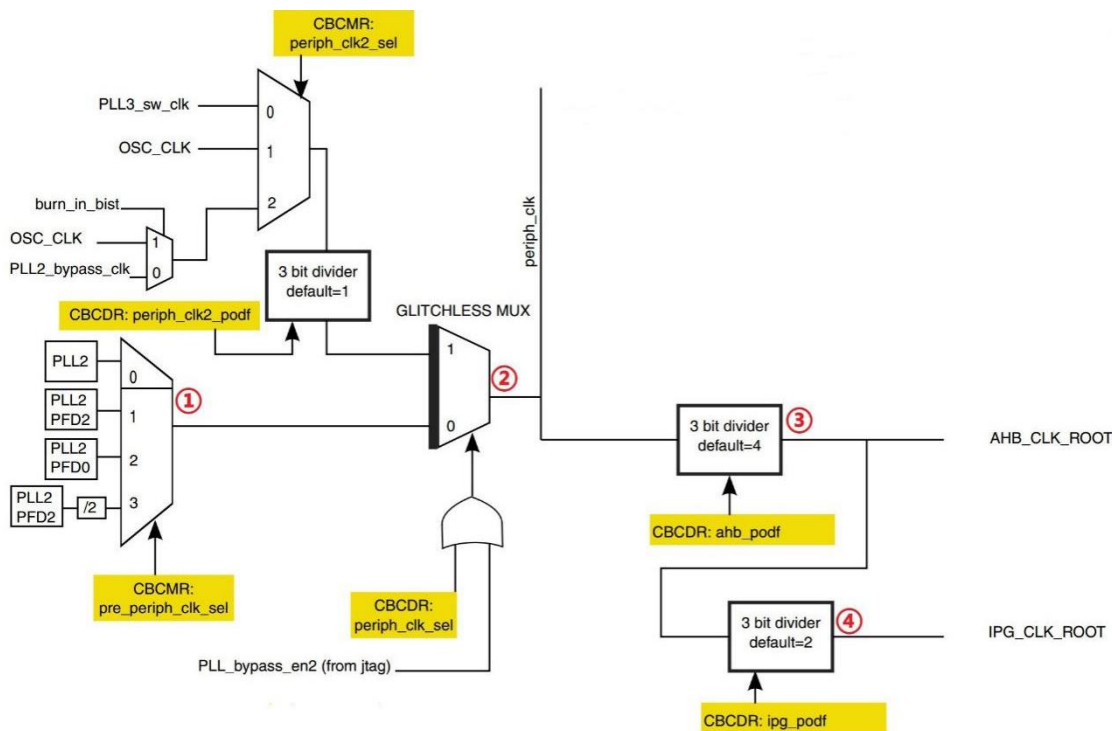 CBCMR:
periph_clk2_sel
PLL3_sw_clk
0
OSC_CLK
1
burn_in_bist
2
OSC_CLK
1
PLL2_bypass_clk
0
3 bit divider
default=1
CBCDR: periph_clk2_podf
GLITCHLESS MUX
periph_clk
PLL2
0
①
1
②
PLL2
PFD2
1
0
PLL2
PFD0
2
PLL2
PFD2
/2
3
3 bit divider
default=4
③
AHB_CLK_ROOT
CBCDR: ahb_podf
CBCMR:
pre_periph_clk_sel
CBCDR:
periph_clk_sel
3 bit divider
default=2
④
IPG_CLK_ROOT
PLL_bypass_en2 (from jtag)
CBCDR: ipg_podf